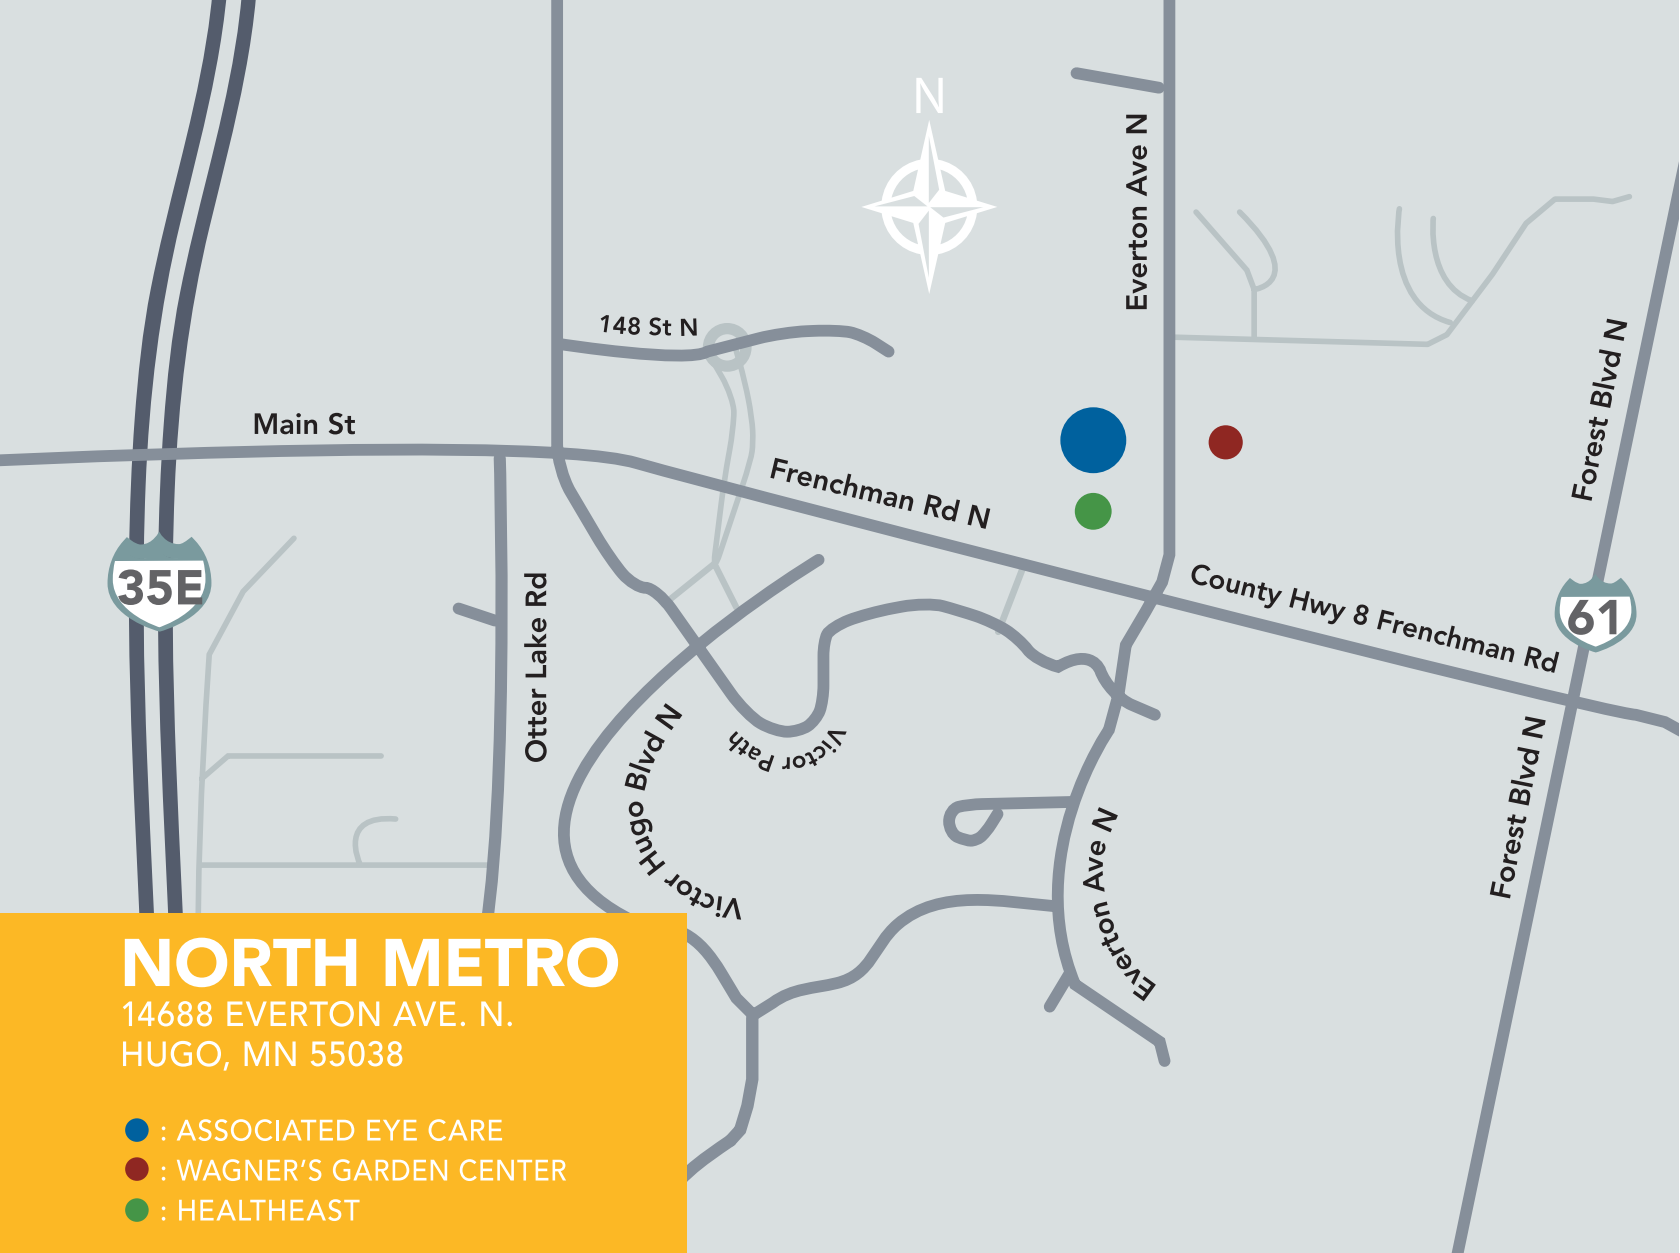 N
Everton Ave N
148 St N
Main St
Frenchman Rd N
Forest Blvd N
35E
County Hwy 8 Frenchman Rd
61
Otter Lake Rd
Victor Hugo Blvd N
Victor Path
Forest Blvd N
Everton Ave N
NORTH METRO
14688 EVERTON AVE. N.
HUGO, MN 55038
: ASSOCIATED EYE CARE
: WAGNER'S GARDEN CENTER
: HEALTHEAST